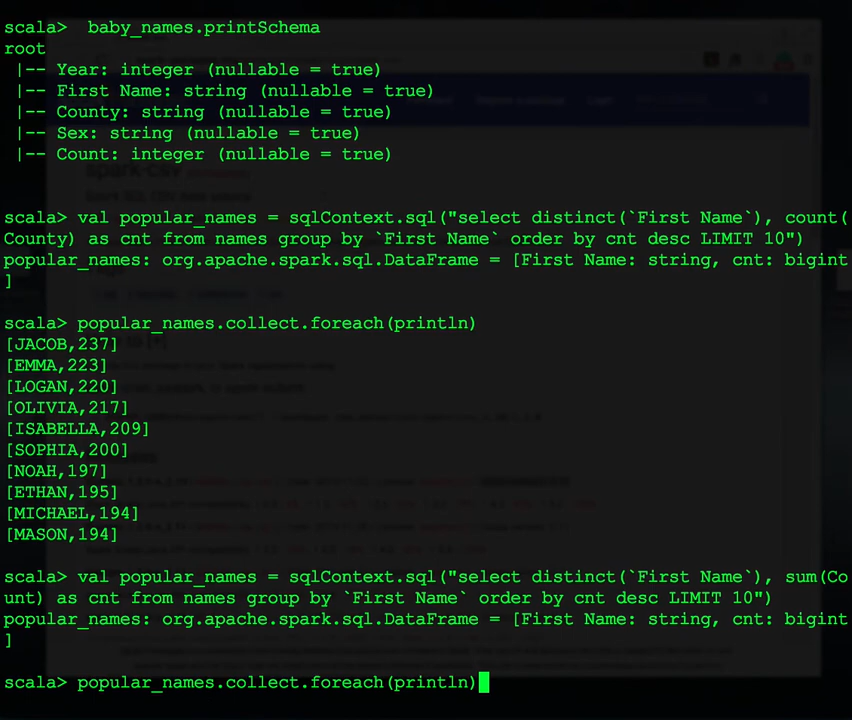 scala>  baby_names.printSchema
root
 |-- Year: integer (nullable = true)
 |-- First Name: string (nullable = true)
 |-- County: string (nullable = true)
 |-- Sex: string (nullable = true)
 |-- Count: integer (nullable = true)
scala> val popular_names = sqlContext.sql("select distinct(`First Name`), count(
County) as cnt from names group by `First Name` order by cnt desc LIMIT 10")
popular_names: org.apache.spark.sql.DataFrame = [First Name: string, cnt: bigint
]
scala> popular_names.collect.foreach(println)
[JACOB,237]
[EMMA,223]
[LOGAN,220]
[OLIVIA,217]
[ISABELLA,209]
[SOPHIA,200]
[NOAH,197]
[ETHAN,195]
[MICHAEL,194]
[MASON,194]
scala> val popular_names = sqlContext.sql("select distinct(`First Name`), sum(Co
unt) as cnt from names group by `First Name` order by cnt desc LIMIT 10")
popular_names: org.apache.spark.sql.DataFrame = [First Name: string, cnt: bigint
]
scala> popular_names.collect.foreach(println)
spark-csv